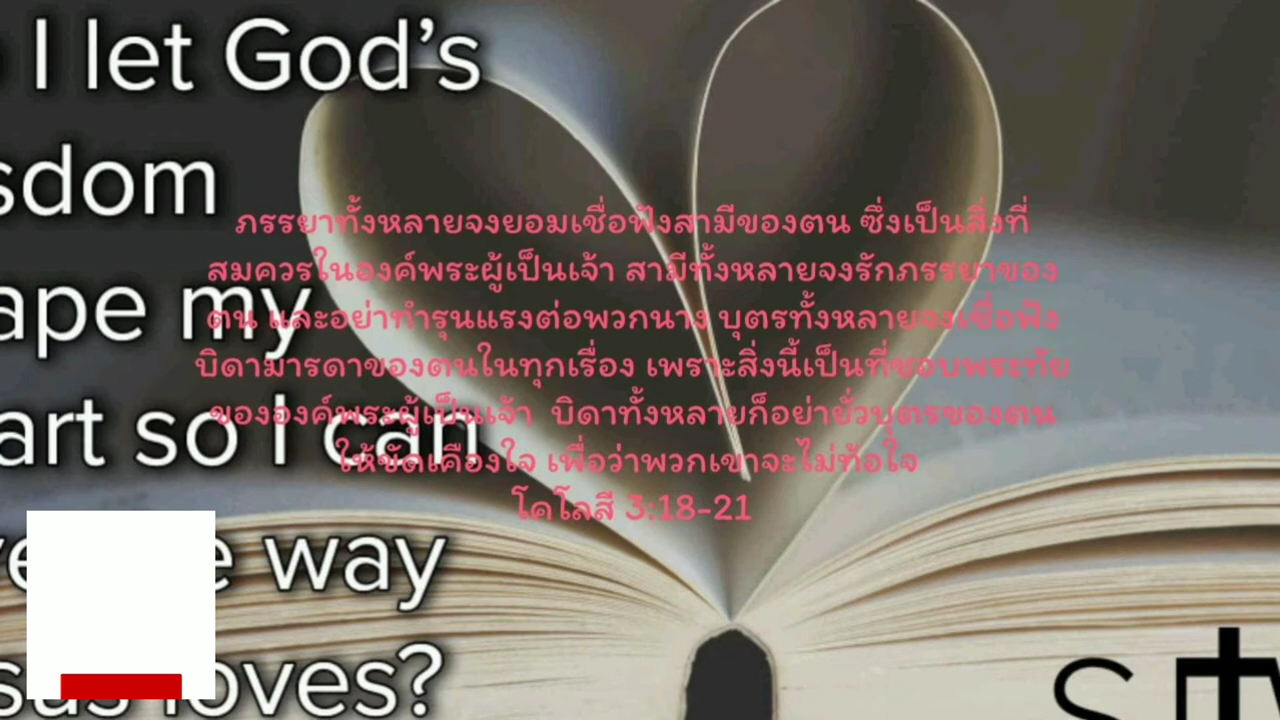 I let God's
sdom
ape my
art so I can
way
loves?
ภรรยาทั้งหลายจงยอมเชื่อฟังสามีของตน ซึ่งเป็นสิ่งที่
สมควรในองค์พระผู้เป็นเจ้า สามีทั้งหลายจงรักภรรยาของ
ตน และอย่าทำรุนแรงต่อพวกนาง บุตรทั้งหลายจงเชื่อฟัง
บิดามารดาของตนในทุกเรื่อง เพราะสิ่งนี้เป็นที่ชอบพระทัย
ขององค์พระผู้เป็นเจ้า บิดาทั้งหลายก็อย่ายั่วบุตรของตน
ให้ขัดเคืองใจ เพื่อว่าพวกเขาจะไม่ท้อใจ
โคโลสี 3:18-21